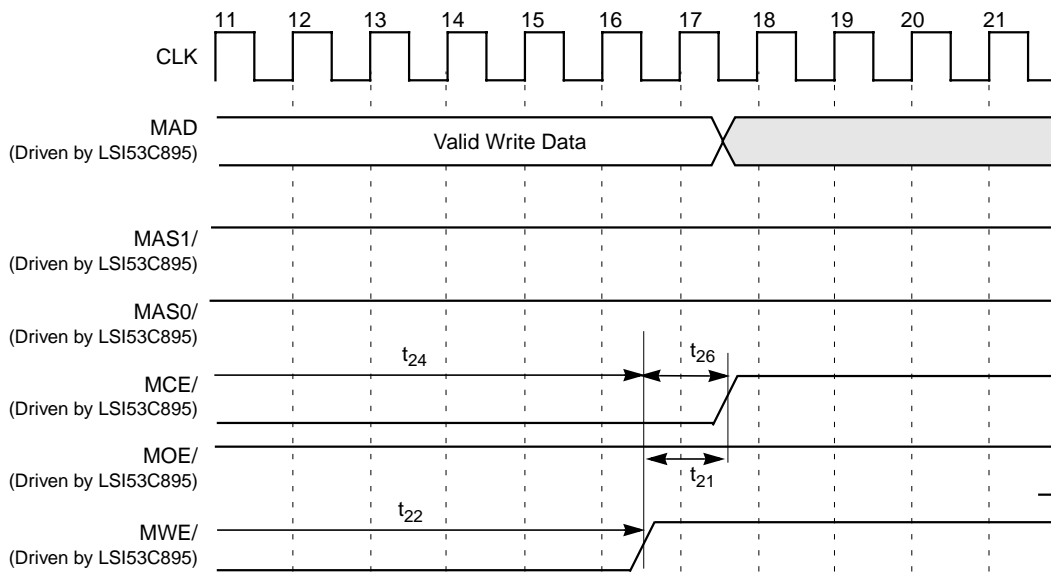 11 12 13 14 15 16 17 18 19 20 21
CLK
MAD
(Driven by LSI53C895)
Valid Write Data
MAS1/
(Driven by LSI53C895)
MAS0/
(Driven by LSI53C895)
t24
t26
MCE/
(Driven by LSI53C895)
MOE/
(Driven by LSI53C895)
t21
t22
MWE/
(Driven by LSI53C895)